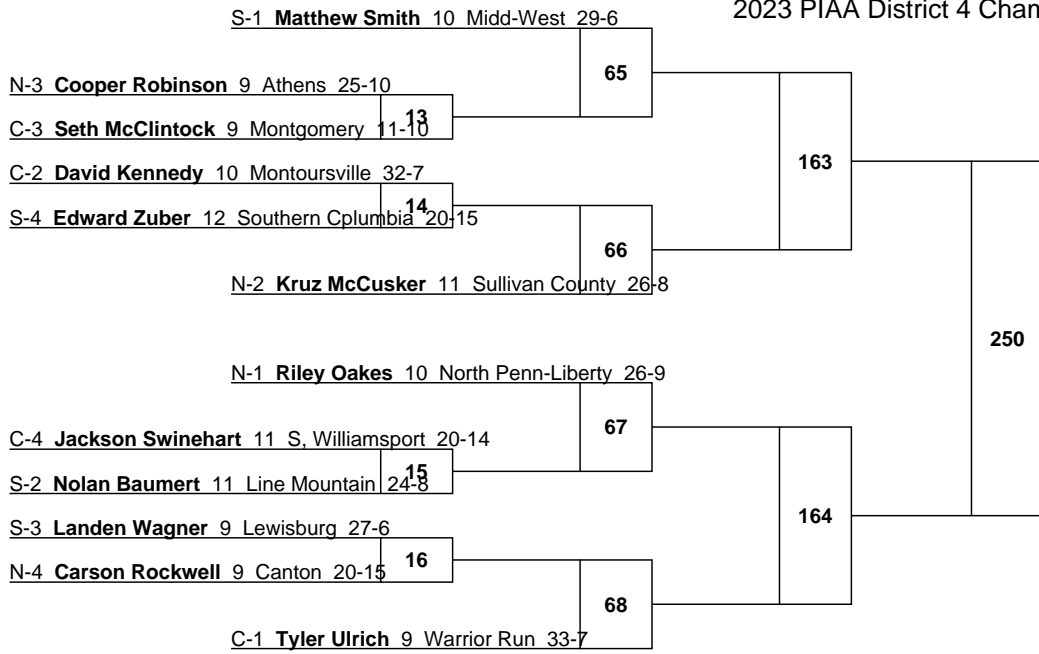 2023 PIAA District 4 Cham
S-1 Matthew Smith 10 Midd-West 29-6
65
N-3 Cooper Robinson 9 Athens 25-10
13
C-3 Seth McClintock 9 Montgomery 11-10
163
C-2 David Kennedy 10 Montoursville 32-7
14
S-4 Edward Zuber 12 Southern Cplumbia 20-15
66
N-2 Kruz McCusker 11 Sullivan County 26-8
250
N-1 Riley Oakes 10 North Penn-Liberty 26-9
67
C-4 Jackson Swinehart 11 S, Williamsport 20-14
15
S-2 Nolan Baumert 11 Line Mountain 24-8
164
S-3 Landen Wagner 9 Lewisburg 27-6
16
N-4 Carson Rockwell 9 Canton 20-15
68
C-1 Tyler Ulrich 9 Warrior Run 33-7